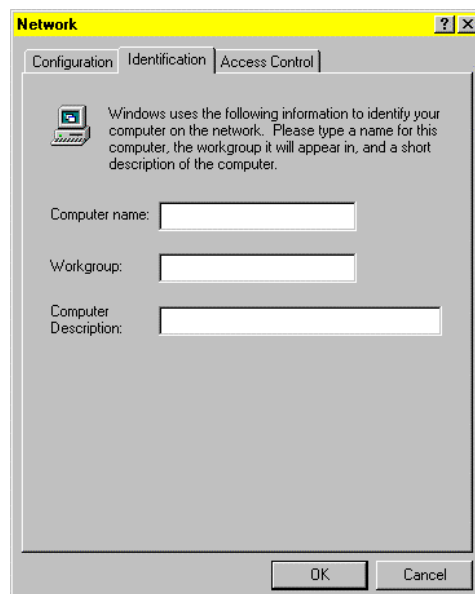 Network ? X
Configuration Identification Access Control
Windows uses the following information to identify your
computer on the network. Please type a name for this
computer, the workgroup it will appear in, and a short
description of the computer.
Computer name:
Workgroup:
Computer
Description:
OK Cancel